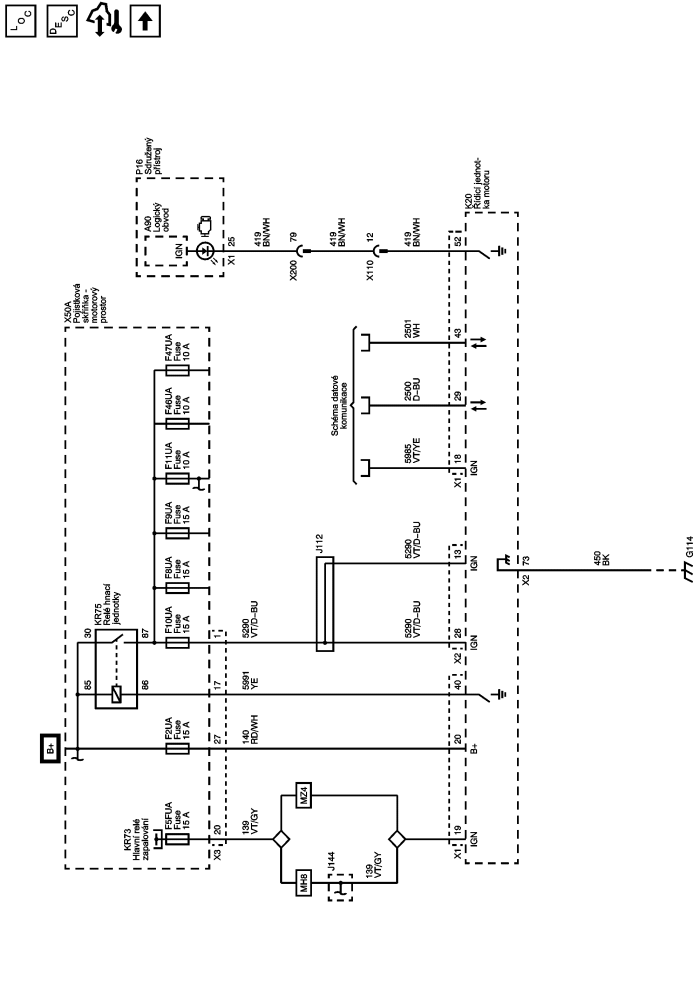 LOC
DESC
P16
Sdružený
přístroj
A90
Logický
obvod
IGN
25
X1
419
BN/WH
79
X200
419
BN/WH
12
X110
419
BN/WH
52
K20
Řídicí jednot-
ka motoru
X50A
Pojistková
skříňka -
motorový
prostor
F47UA
Fuse
10 A
F46UA
Fuse
10 A
F11UA
Fuse
10 A
F9UA
Fuse
15 A
F8UA
Fuse
15 A
F10UA
Fuse
15 A
KR75
Relé hnací
jednotky
30
87
85
86
B+
F2UA
Fuse
15 A
KR73
Hlavní relé
zapalování
F5FUA
Fuse
15 A
1
17
27
20
X3
Schéma datové
komunikace
2501
WH
43
2500
D-BU
29
5985
VT/YE
18
X1
IGN
J112
5290
VT/D-BU
13
IGN
5290
VT/D-BU
5290
VT/D-BU
28
X2
IGN
5991
YE
40
140
RD/WH
20
B+
139
VT/GY
MZ4
MH8
J144
139
VT/GY
19
X1
IGN
73
X2
450
BK
G114